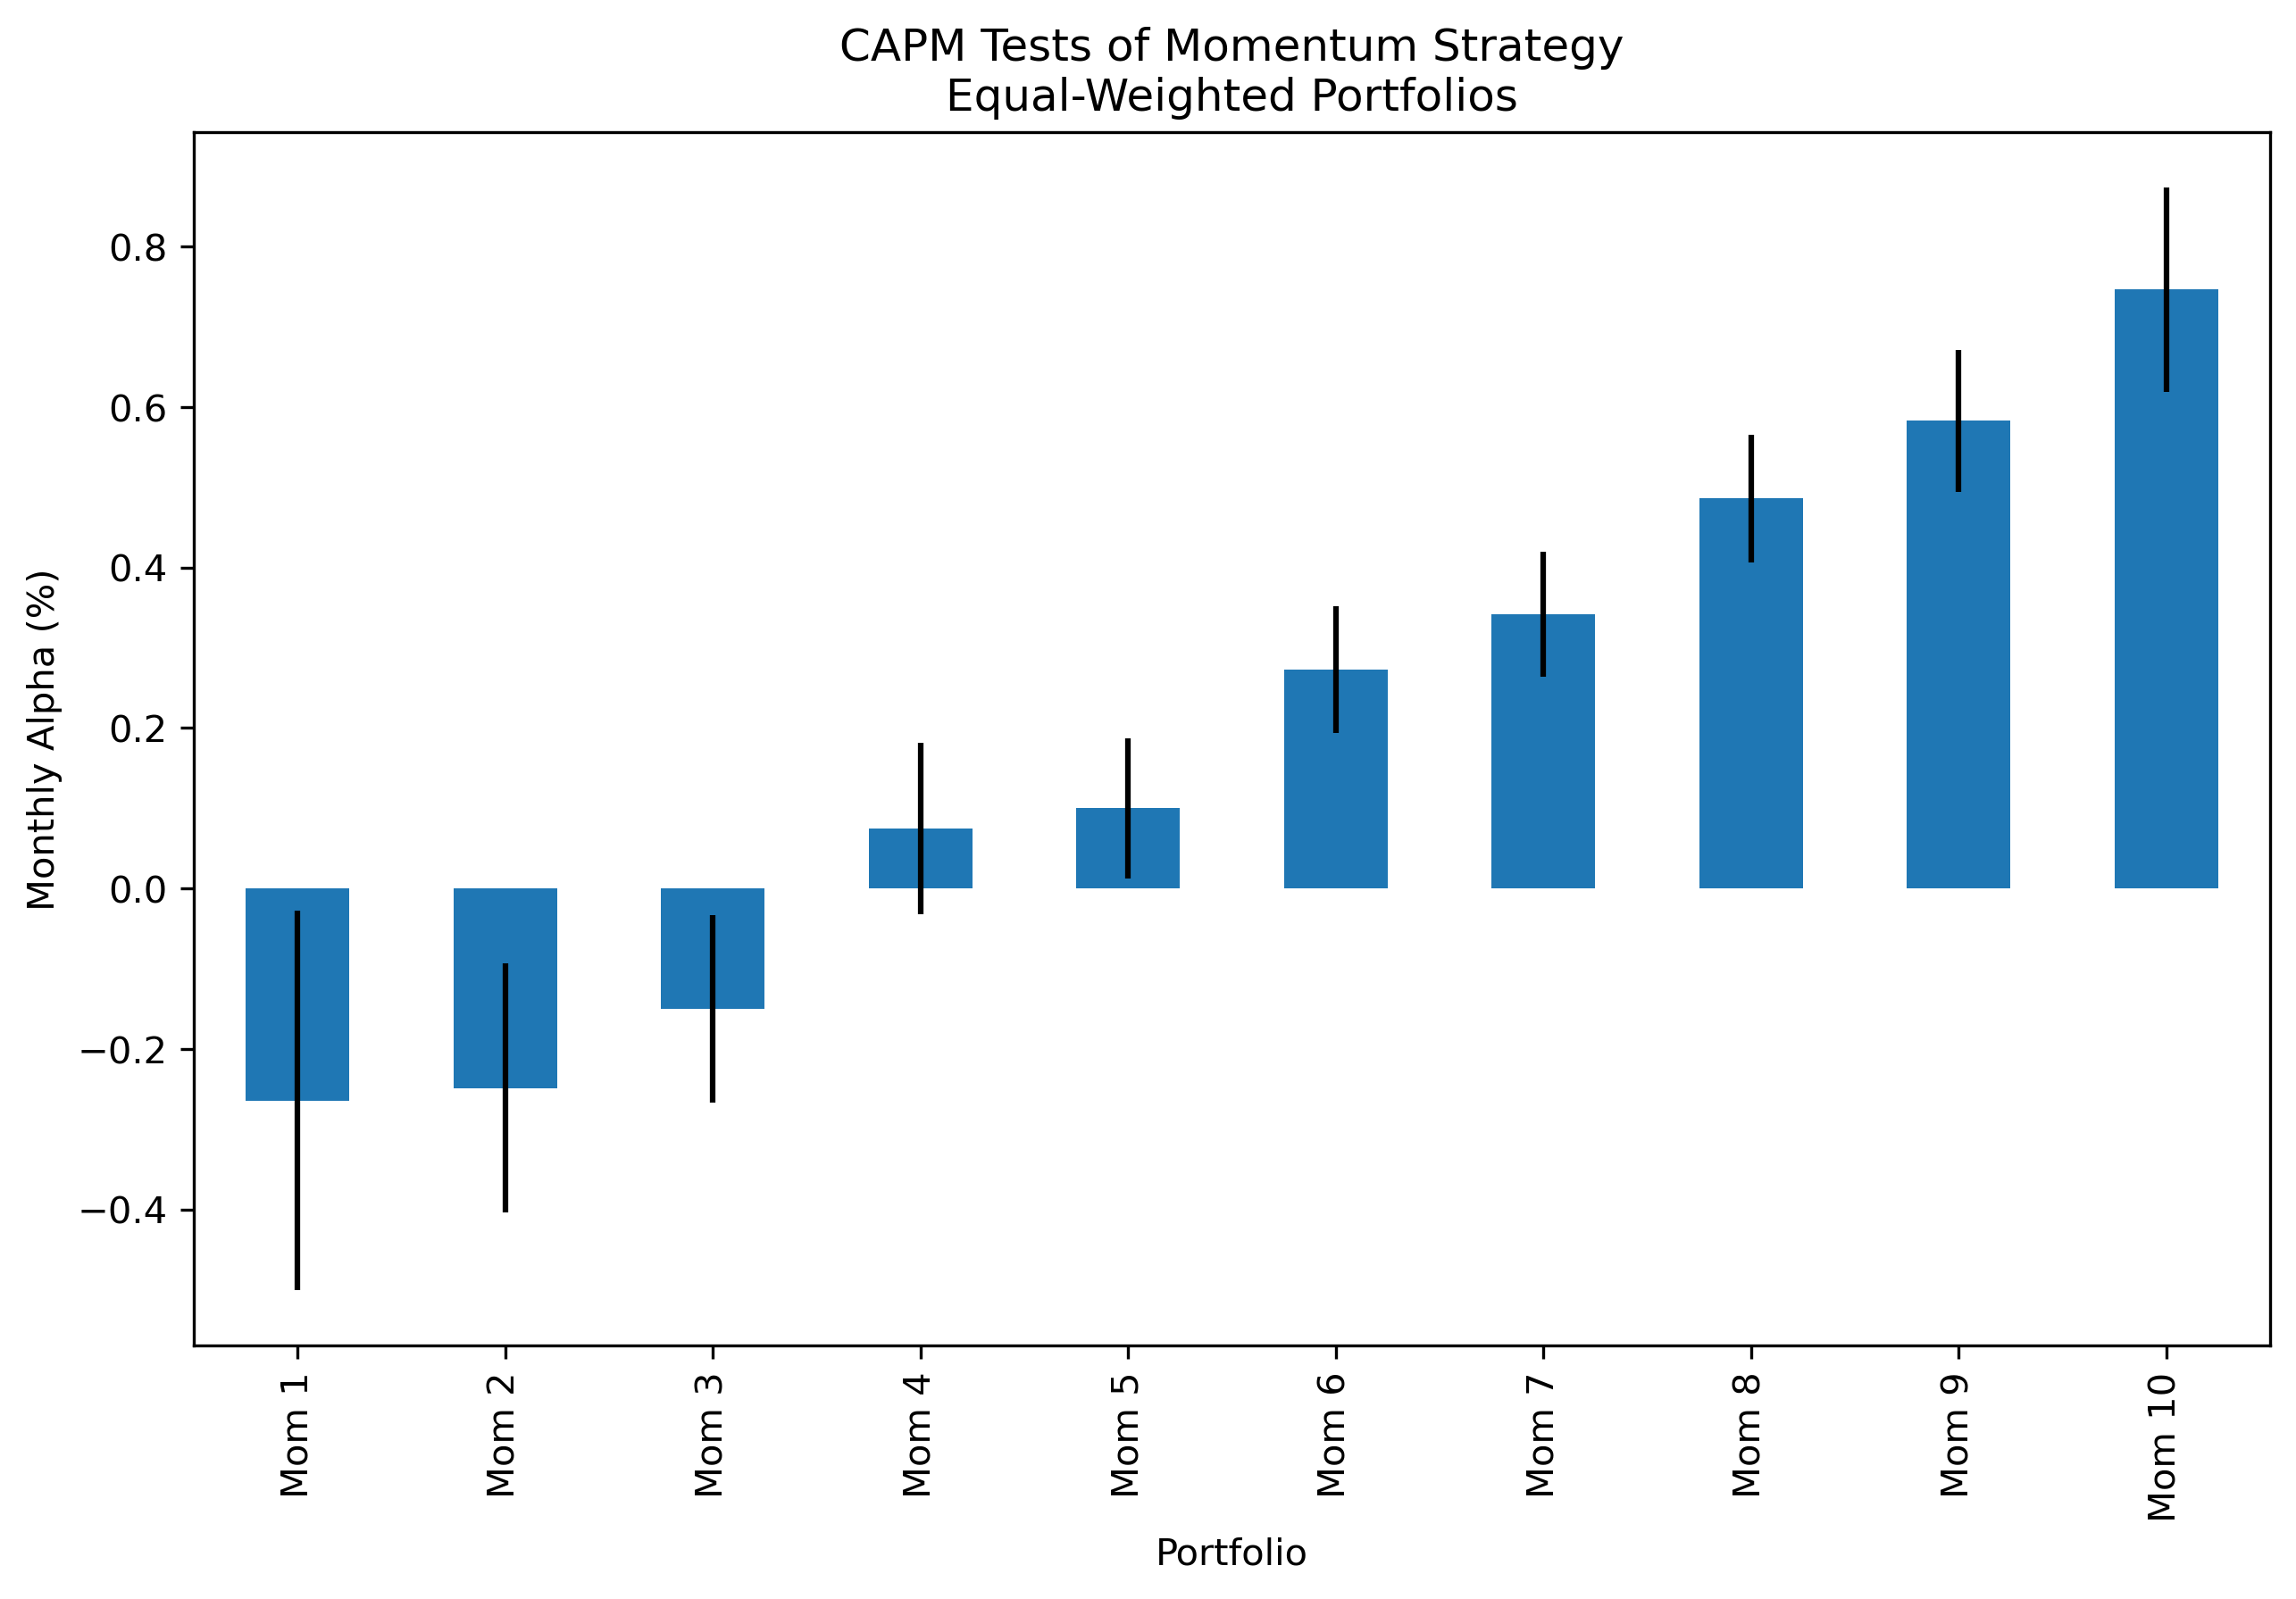 CAPM Tests of Momentum Strategy
Equal-Weighted Portfolios
Monthly Alpha (%)
0.8
0.6
0.4
0.2
0.0
−0.2
−0.4
Mom 1
Mom 2
Mom 3
Mom 4
Mom 5
Mom 6
Mom 7
Mom 8
Mom 9
Mom 10
Portfolio